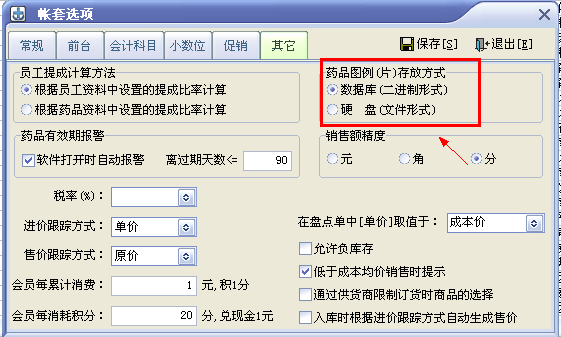 帐套选项
常规 前台 会计科目 小数位 促销 其它 保存[S] 退出[E]
员工提成计算方法
根据员工资料中设置的提成比率计算
根据药品资料中设置的提成比率计算
药品图例(片)存放方式
数据库(二进制形式)
硬 盘(文件形式)
药品有效期报警
软件打开时自动报警 离过期天数<= 90
销售额精度
元 角 分
税率(%):
进价跟踪方式: 单价
售价跟踪方式: 原价
会员每累计消费: 1 元,积1分
会员每消耗积分: 20 分,兑现金1元
在盘点单中[单价]取值于: 成本价
允许负库存
低于成本均价销售时提示
通过供货商限制订货时商品的选择
入库时根据进价跟踪方式自动生成售价